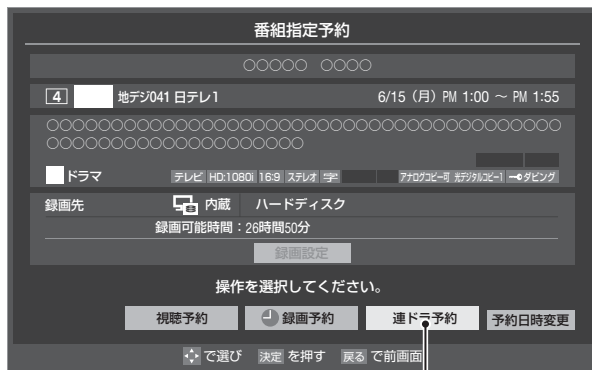 番組指定予約
○○○○○ ○○○○
4 地デジ041 日テレ1 6/15（月）PM 1:00 ～ PM 1:55
○○○○○○○○○○○○○○○○○○○○○○○○○○○○○○○○○○○○○○
○○○○○○○○○○○○○○○○○○○
ドラマ テレビ HD:1080i 16:9 ステレオ 字 アナログコピー可 光デジタルコピー1 ダビング
録画先 内蔵 ハードディスク
録画可能時間：26時間50分
録画設定
操作を選択してください。
視聴予約 録画予約 連ドラ予約 予約日時変更
で選び 決定 を押す 戻る で前画面